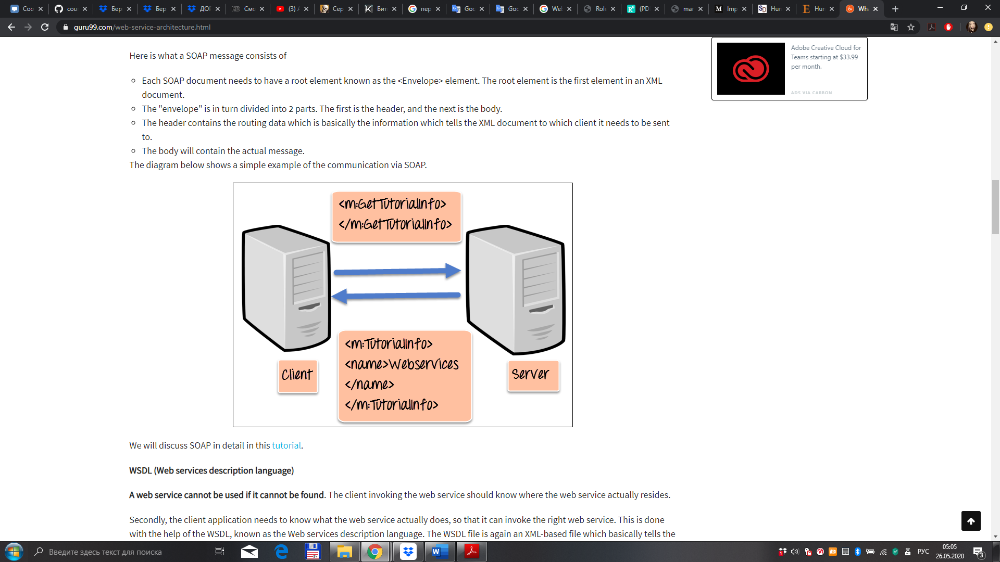 Coo
cou
Бер
Бер
ДО
Смо
(3)
Сер
Бит
пер
Goo
Goo
Wel
Role
(PD
mar
Imp
Hur
Hur
Wha
guru99.com/web-service-architecture.html
Here is what a SOAP message consists of
Each SOAP document needs to have a root element known as the <Envelope> element. The root element is the first element in an XML
document.
The "envelope" is in turn divided into 2 parts. The first is the header, and the next is the body.
The header contains the routing data which is basically the information which tells the XML document to which client it needs to be sent
to.
The body will contain the actual message.
The diagram below shows a simple example of the communication via SOAP.
Adobe Creative Cloud for
Teams starting at $33.99
per month.
ADS VIA CARBON
<m:GetTutorialInfo>
</m:GetTutorialInfo>
<m:TutorialInfo>
<name>Webservices
</name>
</m:TutorialInfo>
Client
Server
We will discuss SOAP in detail in this tutorial.
WSDL (Web services description language)
A web service cannot be used if it cannot be found. The client invoking the web service should know where the web service actually resides.
Secondly, the client application needs to know what the web service actually does, so that it can invoke the right web service. This is done
with the help of the WSDL, known as the Web services description language. The WSDL file is again an XML-based file which basically tells the
Введите здесь текст для поиска
РУС
05:05
26.05.2020
3